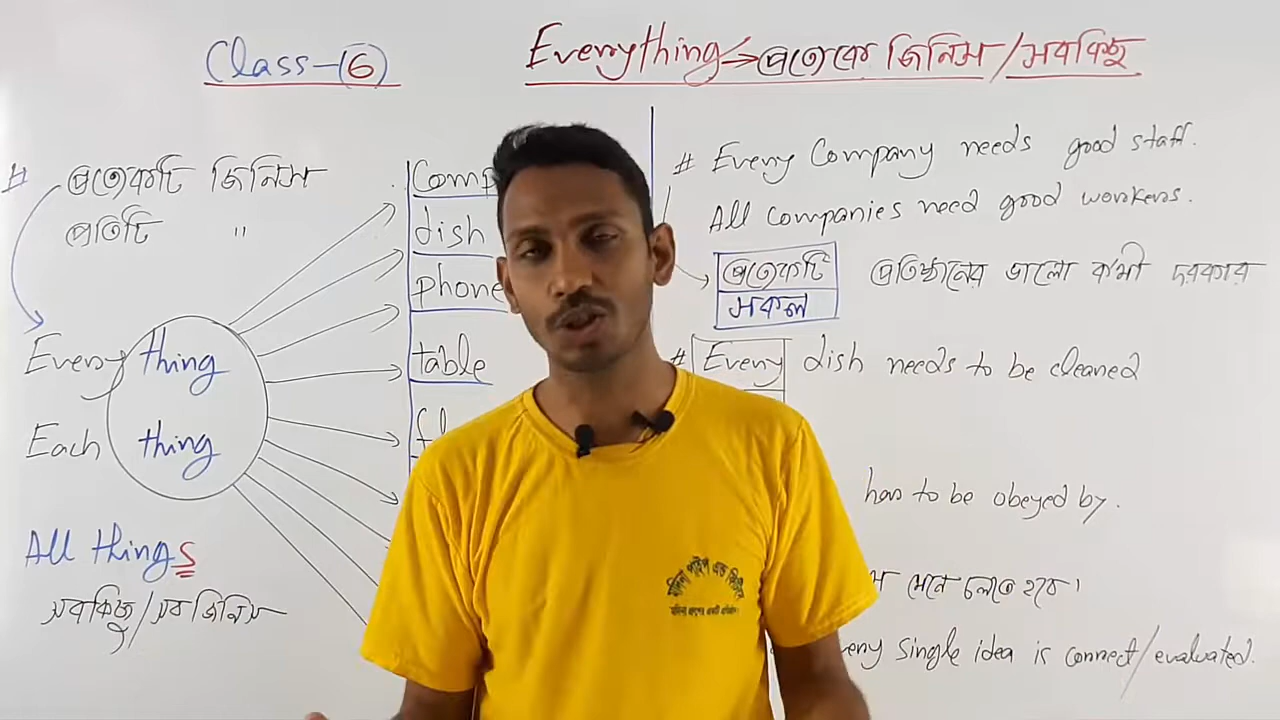 Class-(6)
Everything → প্রত্যেক জিনিস / সবকিছু
# প্রত্যেকটি জিনিস
প্রতিটি "
Every thing
Each thing
All things
সবকিছু/সব জিনিস
Comp
dish
phone
table
# Every Company needs good staff.
All Companies need good workers.
প্রত্যেকটি
সকল
প্রতিষ্ঠানের ভালো কর্মী দরকার
# Every dish needs to be cleaned
has to be obeyed by.
মেনে চলতে হবে।
single idea is connect/evaluated.